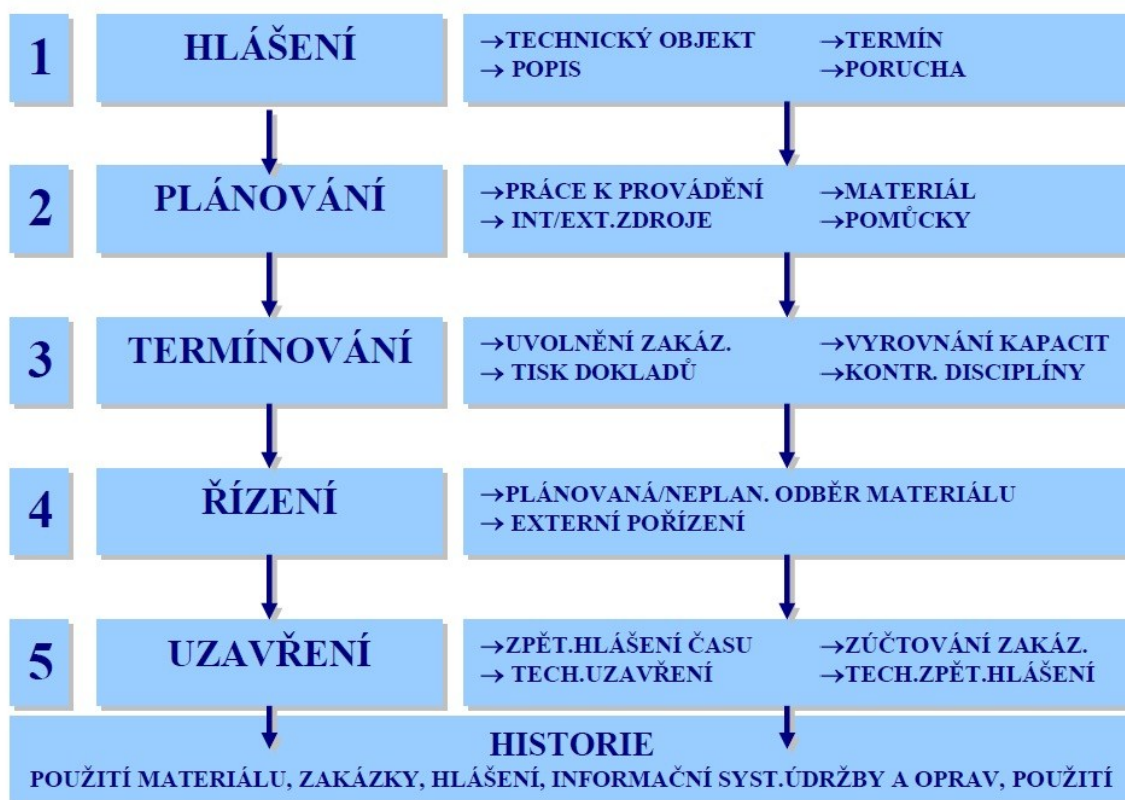 1
HLÁŠENÍ
→TECHNICKÝ OBJEKT →TERMÍN
→ POPIS →PORUCHA
2
PLÁNOVÁNÍ
→PRÁCE K PROVÁDĚNÍ →MATERIÁL
→ INT/EXT.ZDROJE →POMŮCKY
3
TERMÍNOVÁNÍ
→UVOLNĚNÍ ZAKÁZ. →VYROVNÁNÍ KAPACIT
→ TISK DOKLADŮ →KONTR. DISCIPLÍNY
4
ŘÍZENÍ
→PLÁNOVANÁ/NEPLAN. ODBĚR MATERIÁLU
→ EXTERNÍ POŘÍZENÍ
5
UZAVŘENÍ
→ZPĚT.HLÁŠENÍ ČASU →ZÚČTOVÁNÍ ZAKÁZ.
→ TECH.UZAVŘENÍ →TECH.ZPĚT.HLÁŠENÍ
HISTORIE
POUŽITÍ MATERIÁLU, ZAKÁZKY, HLÁŠENÍ, INFORMAČNÍ SYST.ÚDRŽBY A OPRAV, POUŽITÍ